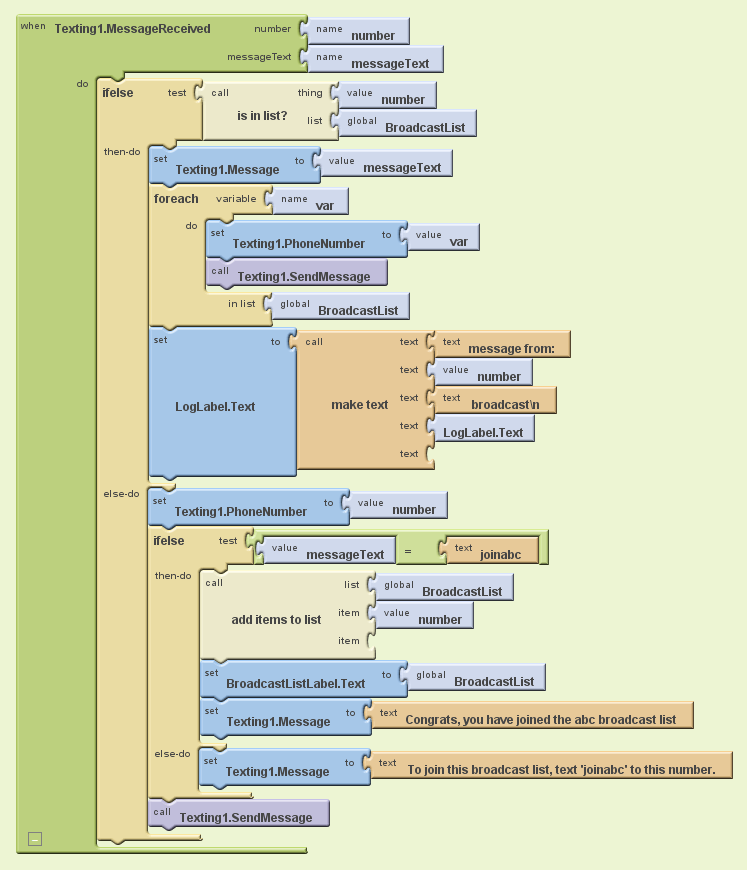 when Texting1.MessageReceived number name number
messageText name messageText
do ifelse test call thing value number
is in list?
list global BroadcastList
then-do set to value messageText
Texting1.Message
foreach variable name var
do set to value var
Texting1.PhoneNumber
call Texting1.SendMessage
in list global BroadcastList
set to call text text message from:
text value number
LogLabel.Text make text text text broadcast\n
text LogLabel.Text
text
else-do set to value number
Texting1.PhoneNumber
ifelse test value messageText = text joinabc
then-do call list global BroadcastList
add items to list item value number
item
set to global BroadcastList
BroadcastListLabel.Text
set to text Congrats, you have joined the abc broadcast list
Texting1.Message
else-do set to text To join this broadcast list, text 'joinabc' to this number.
Texting1.Message
call Texting1.SendMessage